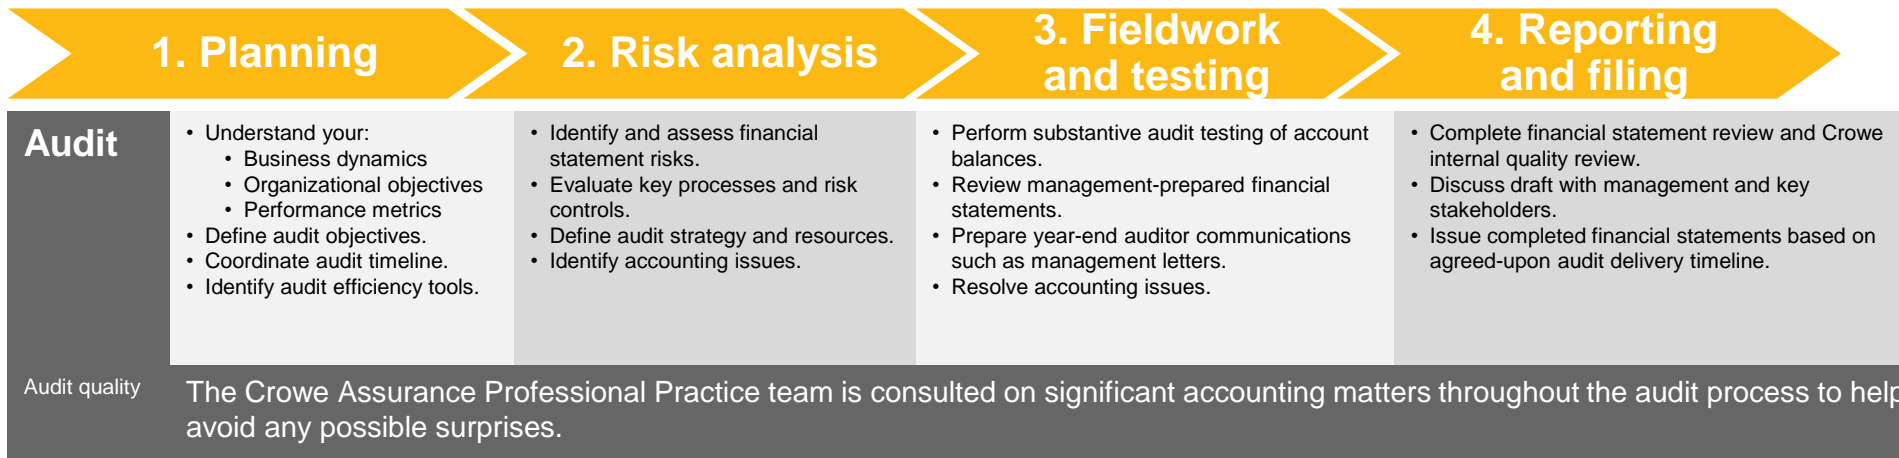 1. Planning
2. Risk analysis
3. Fieldwork
and testing
4. Reporting
and filing
Audit
• Understand your:
• Business dynamics
• Organizational objectives
• Performance metrics
• Define audit objectives.
• Coordinate audit timeline.
• Identify audit efficiency tools.
• Identify and assess financial
statement risks.
• Evaluate key processes and risk
controls.
• Define audit strategy and resources.
• Identify accounting issues.
• Perform substantive audit testing of account
balances.
• Review management-prepared financial
statements.
• Prepare year-end auditor communications
such as management letters.
• Resolve accounting issues.
• Complete financial statement review and Crowe
internal quality review.
• Discuss draft with management and key
stakeholders.
• Issue completed financial statements based on
agreed-upon audit delivery timeline.
Audit quality
The Crowe Assurance Professional Practice team is consulted on significant accounting matters throughout the audit process to help
avoid any possible surprises.